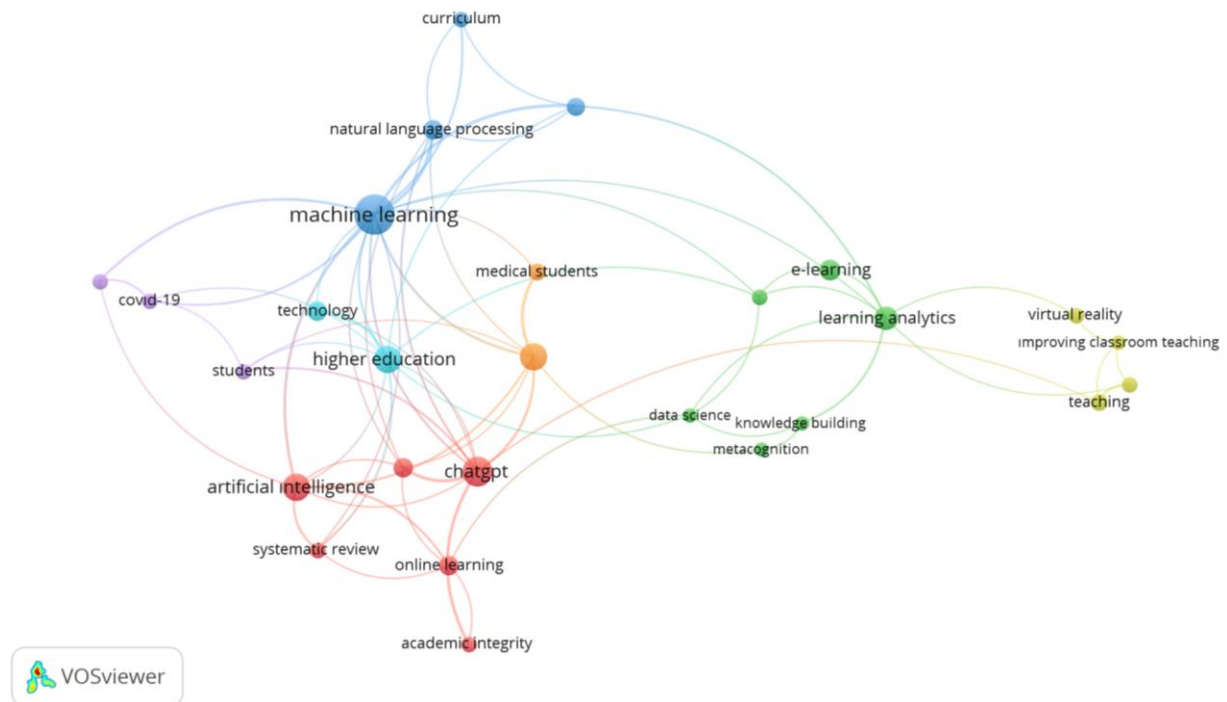 curriculum
natural language processing
machine learning
medical students
e-learning
covid-19
technology
learning analytics
virtual reality
improving classroom teaching
higher education
students
teaching
data science
knowledge building
metacognition
chatgpt
artificial intelligence
systematic review
online learning
academic integrity
VOSviewer